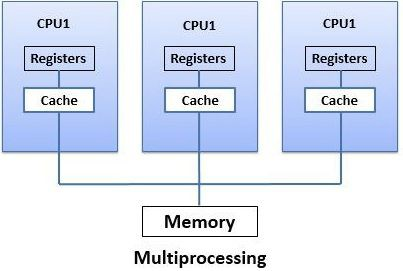 CPU1 CPU1 CPU1
Registers Registers Registers
Cache Cache Cache
Memory
Multiprocessing